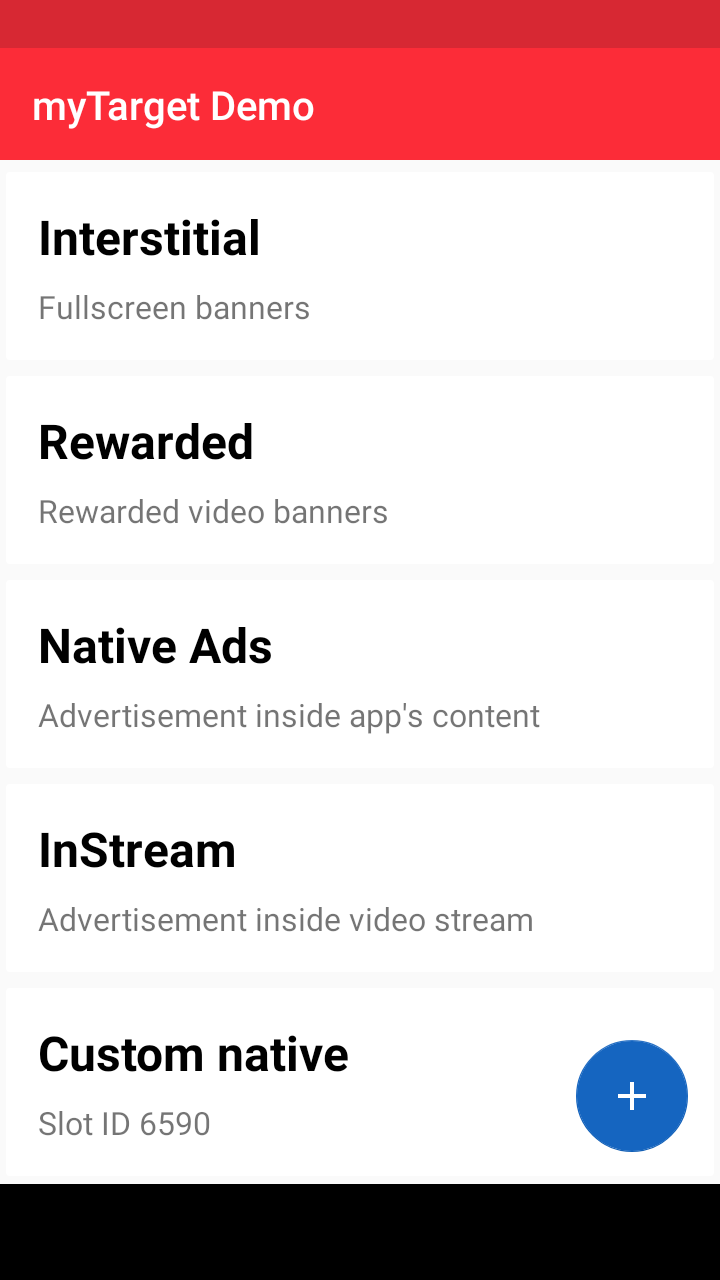 myTarget Demo
Interstitial
Fullscreen banners
Rewarded
Rewarded video banners
Native Ads
Advertisement inside app's content
InStream
Advertisement inside video stream
Custom native
Slot ID 6590
+